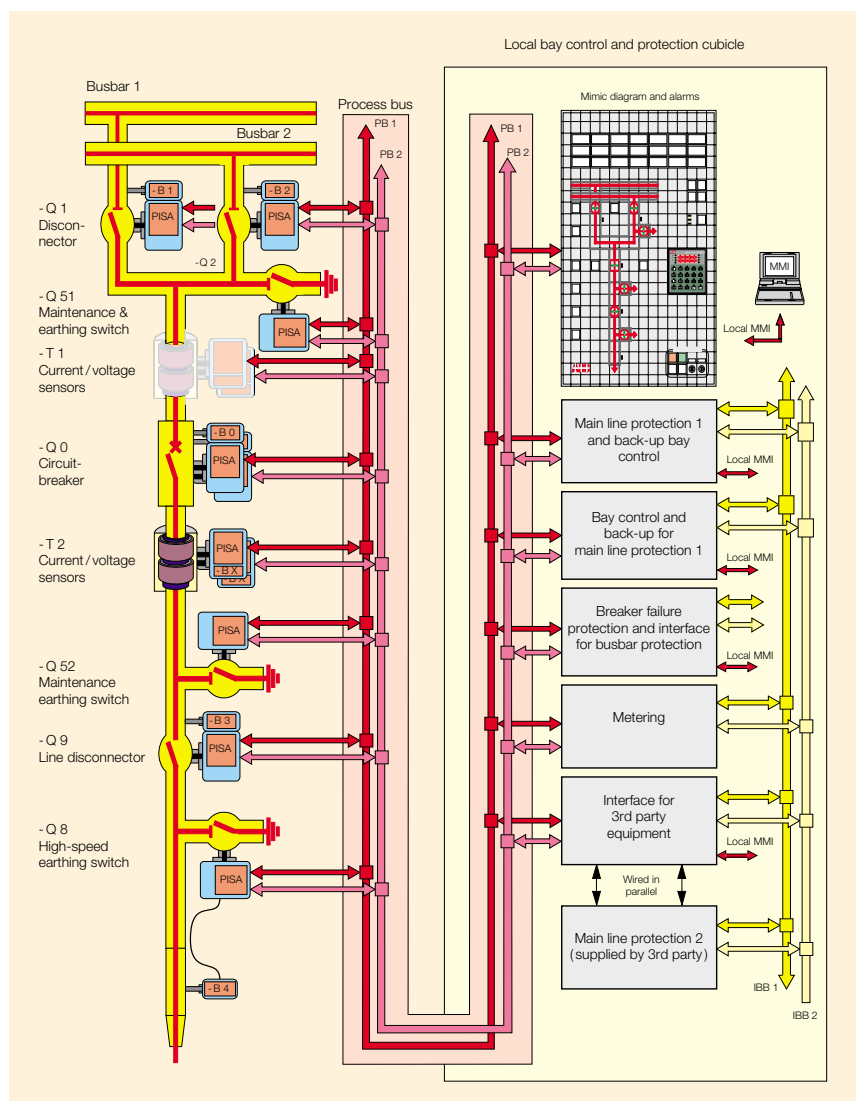 Local bay control and protection cubicle
Busbar 1
Busbar 2
Process bus
PB 1
PB 2
PB 1
PB 2
Mimic diagram and alarms
- Q 1
Discon-
nector
- B 1
PISA
- B 2
PISA
- Q 2
- Q 51
Maintenance &
earthing switch
PISA
- T 1
Current / voltage
sensors
- Q 0
Circuit-
breaker
- B 0
PISA
- T 2
Current / voltage
sensors
PISA
- B X
- B X
PISA
- Q 52
Maintenance
earthing switch
- B 3
PISA
- Q 9
Line disconnector
- Q 8
High-speed
earthing switch
PISA
- B 4
MMI
Local MMI
Main line protection 1
and back-up bay
control
Local MMI
Bay control and
back-up for
main line protection 1
Local MMI
Breaker failure
protection and interface
for busbar protection
Local MMI
Metering
Interface for
3rd party
equipment
Local MMI
Wired in
parallel
Main line protection 2
(supplied by 3rd party)
IBB 1
IBB 2